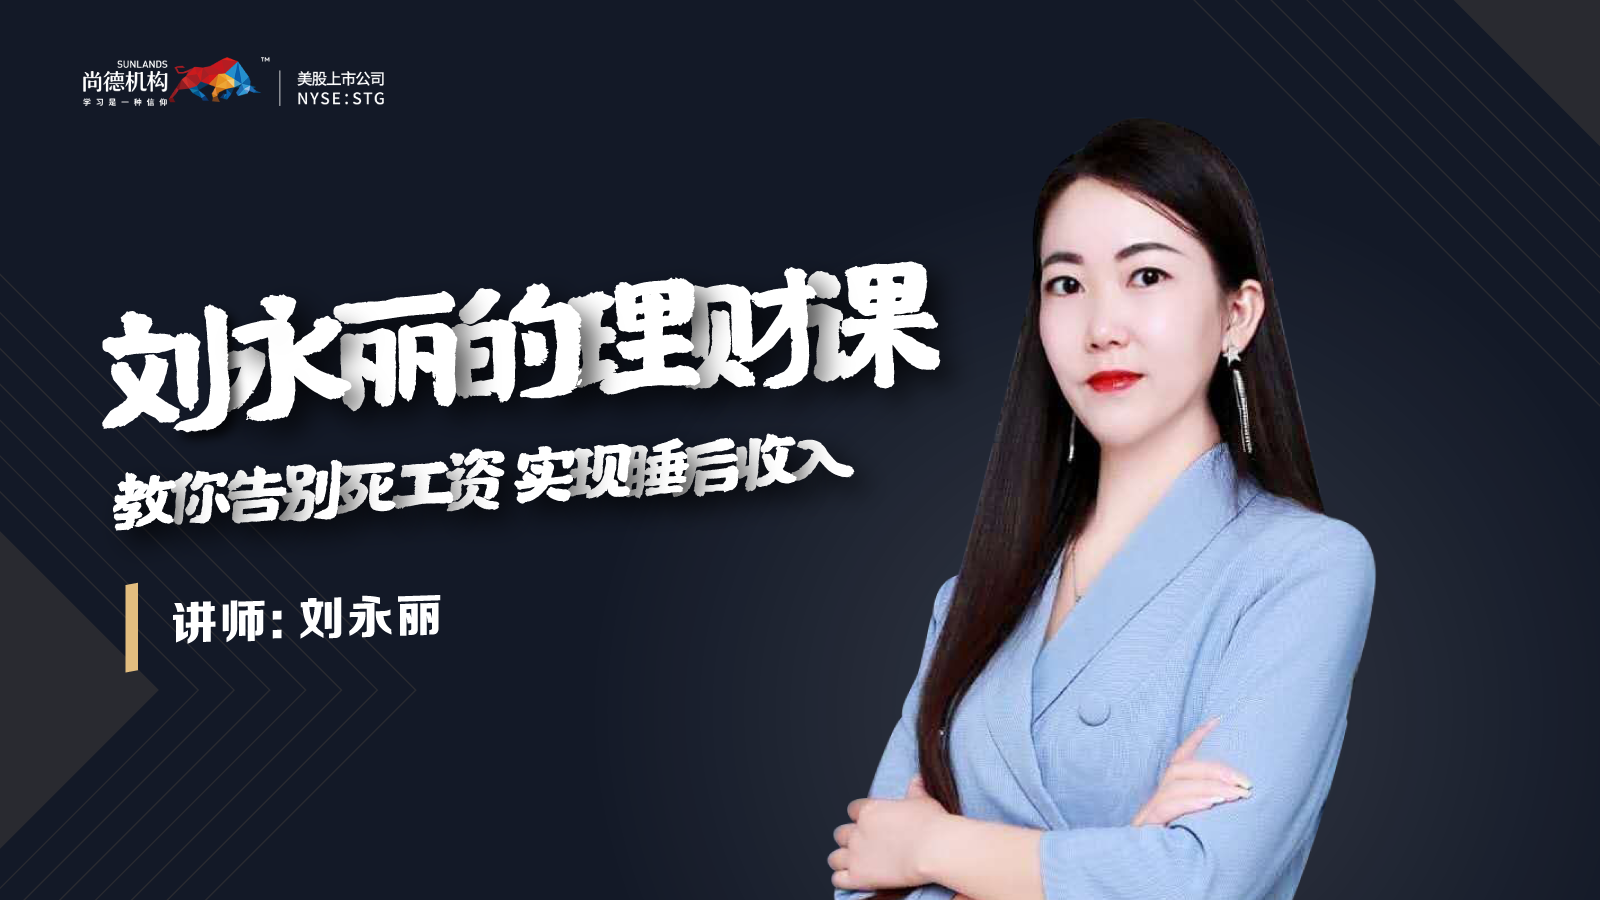 SUNLANDS
尚德机构
学习是一种信仰
TM
美股上市公司
NYSE:STG
刘永丽的理财课
教你告别死工资 实现睡后收入
讲师: 刘永丽